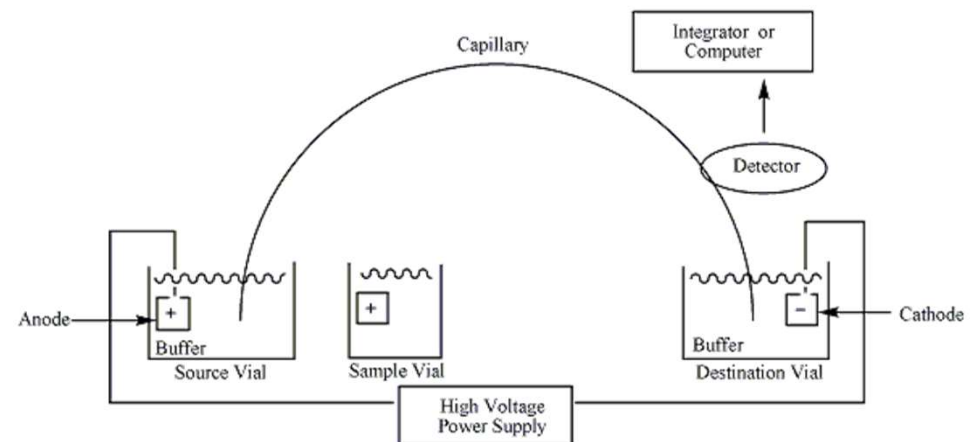 Capillary
Integrator or
Computer
Detector
Anode
+
Buffer
Source Vial
+
Sample Vial
−
Buffer
Destination Vial
Cathode
High Voltage
Power Supply